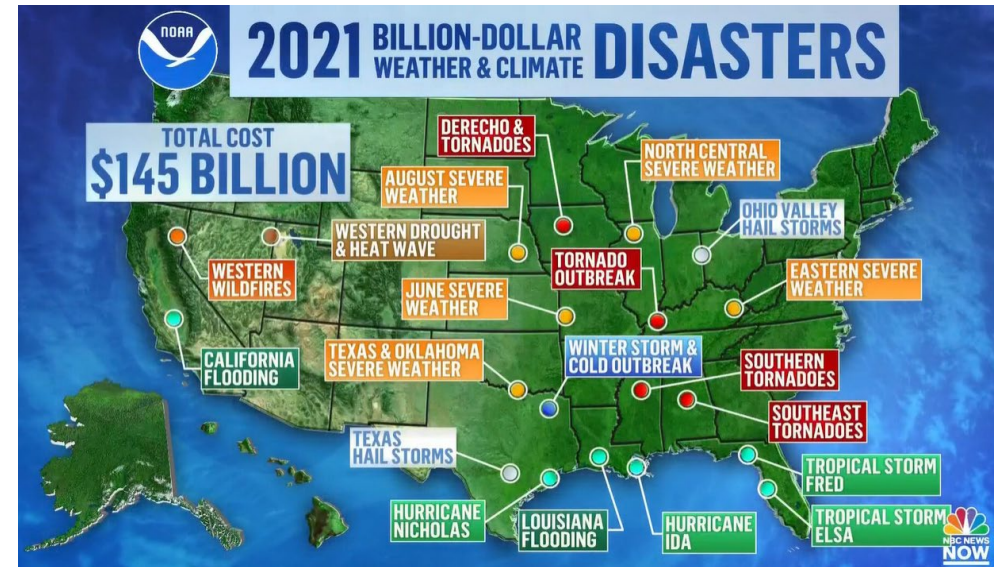 NOAA
2021
BILLION-DOLLAR
WEATHER & CLIMATE
DISASTERS
TOTAL COST
$145 BILLION
DERECHO &
TORNADOES
NORTH CENTRAL
SEVERE WEATHER
AUGUST SEVERE
WEATHER
OHIO VALLEY
HAIL STORMS
WESTERN DROUGHT
& HEAT WAVE
TORNADO
OUTBREAK
WESTERN
WILDFIRES
EASTERN SEVERE
WEATHER
JUNE SEVERE
WEATHER
CALIFORNIA
FLOODING
TEXAS & OKLAHOMA
SEVERE WEATHER
WINTER STORM &
COLD OUTBREAK
SOUTHERN
TORNADOES
SOUTHEAST
TORNADOES
TEXAS
HAIL STORMS
TROPICAL STORM
FRED
HURRICANE
NICHOLAS
LOUISIANA
FLOODING
HURRICANE
IDA
TROPICAL STORM
ELSA
NBC NEWS
NOW